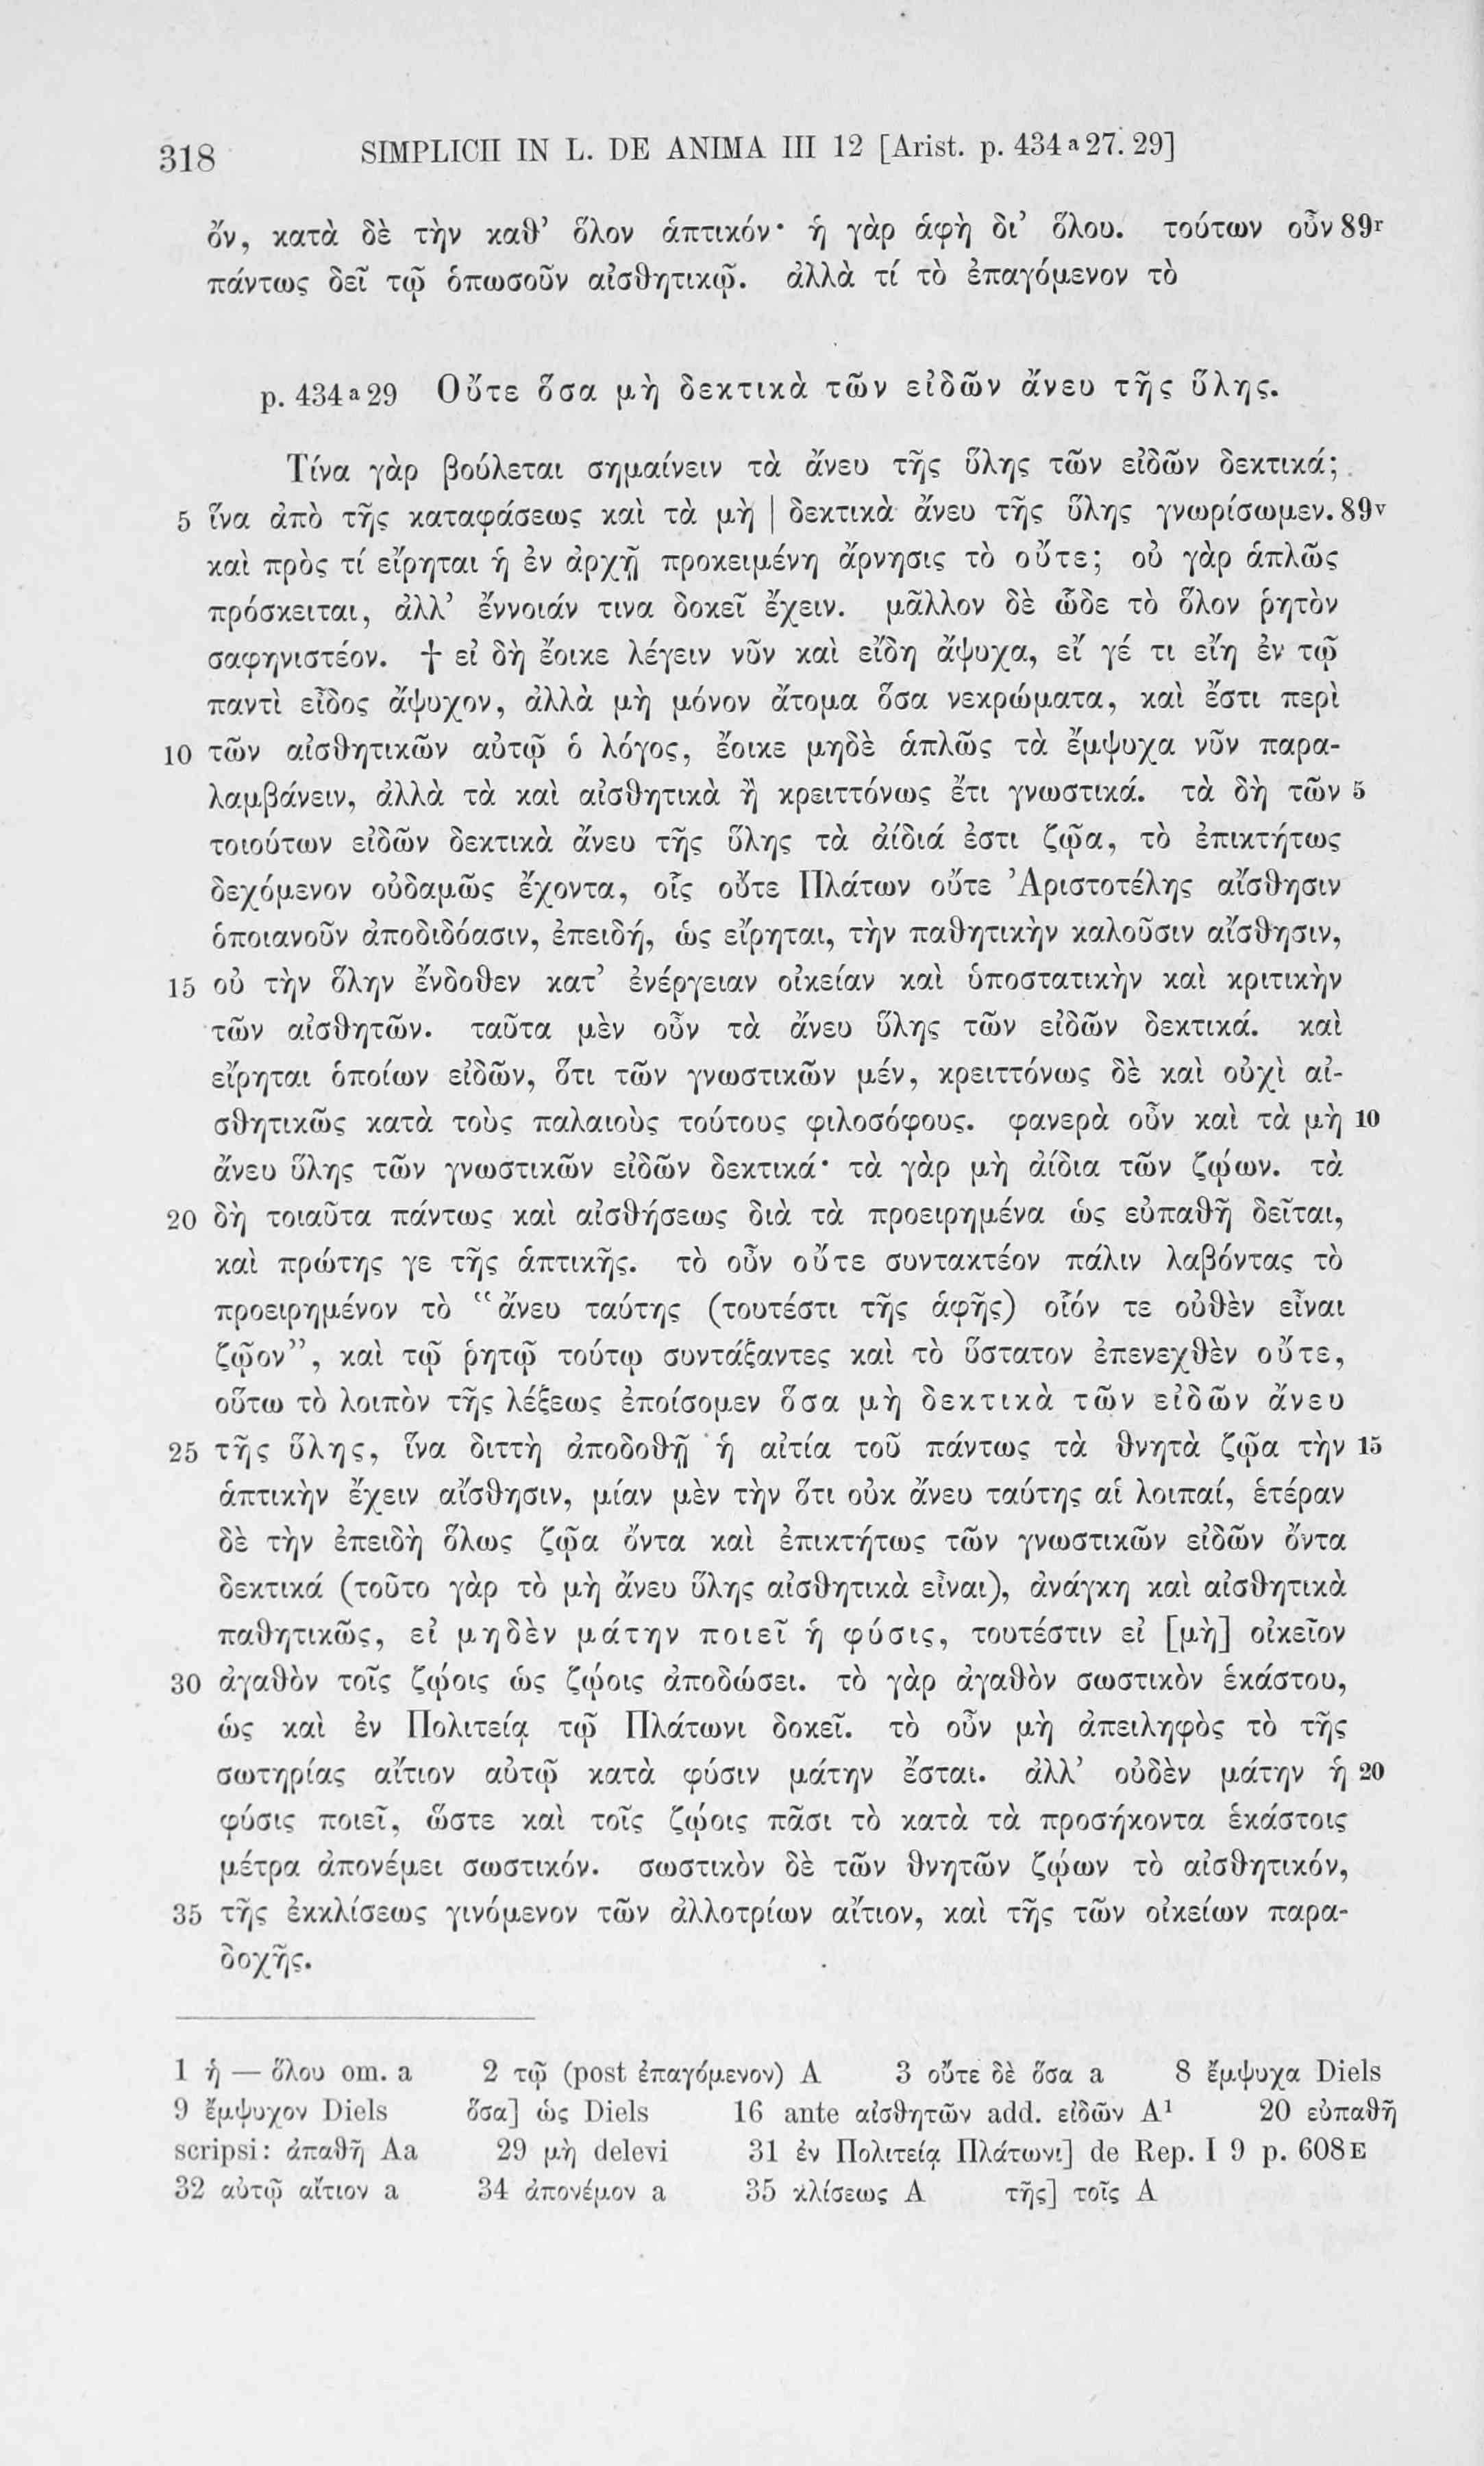 318 SIMPLICII IN L. DE ANIMA III 12 [Arist. p. 434 a 27. 29]
ὄν, κατὰ δὲ τὴν καθ’ ὅλον ἁπτικόν· ἡ γὰρ ἁφὴ δι’ ὅλου. τούτων οὖν 89r
πάντως δεῖ τῷ ὁπωσοῦν αἰσθητικῷ. ἀλλὰ τί τὸ ἐπαγόμενον τὸ
p. 434 a 29 Οὔτε ὅσα μὴ δεκτικὰ τῶν εἰδῶν ἄνευ τῆς ὕλης.
Τίνα γὰρ βούλεται σημαίνειν τὰ ἄνευ τῆς ὕλης τῶν εἰδῶν δεκτικά;
5 ἵνα ἀπὸ τῆς καταφάσεως καὶ τὰ μὴ | δεκτικὰ ἄνευ τῆς ὕλης γνωρίσωμεν. 89v
καὶ πρὸς τί εἴρηται ἡ ἐν ἀρχῇ προκειμένη ἄρνησις τὸ οὔτε; οὐ γὰρ ἁπλῶς
πρόσκειται, ἀλλ’ ἔννοιάν τινα δοκεῖ ἔχειν. μᾶλλον δὲ ὧδε τὸ ὅλον ῥητὸν
σαφηνιστέον. † εἰ δὴ ἔοικε λέγειν νῦν καὶ εἴδη ἄψυχα, εἴ γέ τι εἴη ἐν τῷ
παντὶ εἶδος ἄψυχον, ἀλλὰ μὴ μόνον ἄτομα ὅσα νεκρώματα, καὶ ἔστι περὶ
10 τῶν αἰσθητικῶν αὐτῷ ὁ λόγος, ἔοικε μηδὲ ἁπλῶς τὰ ἔμψυχα νῦν παρα-
λαμβάνειν, ἀλλὰ τὰ καὶ αἰσθητικὰ ἢ κρειττόνως ἔτι γνωστικά. τὰ δὴ τῶν 5
τοιούτων εἰδῶν δεκτικὰ ἄνευ τῆς ὕλης τὰ ἀίδιά ἐστι ζῷα, τὸ ἐπικτήτως
δεχόμενον οὐδαμῶς ἔχοντα, οἷς οὔτε Πλάτων οὔτε Ἀριστοτέλης αἴσθησιν
ὁποιανοῦν ἀποδιδόασιν, ἐπειδή, ὡς εἴρηται, τὴν παθητικὴν καλοῦσιν αἴσθησιν,
15 οὐ τὴν ὅλην ἔνδοθεν κατ’ ἐνέργειαν οἰκείαν καὶ ὑποστατικὴν καὶ κριτικὴν
τῶν αἰσθητῶν. ταῦτα μὲν οὖν τὰ ἄνευ ὕλης τῶν εἰδῶν δεκτικά. καὶ
εἴρηται ὁποίων εἰδῶν, ὅτι τῶν γνωστικῶν μέν, κρειττόνως δὲ καὶ οὐχὶ αἰ-
σθητικῶς κατὰ τοὺς παλαιοὺς τούτους φιλοσόφους. φανερὰ οὖν καὶ τὰ μὴ 10
ἄνευ ὕλης τῶν γνωστικῶν εἰδῶν δεκτικά· τὰ γὰρ μὴ ἀίδια τῶν ζῴων. τὰ
20 δὴ τοιαῦτα πάντως καὶ αἰσθήσεως διὰ τὰ προειρημένα ὡς εὐπαθῆ δεῖται,
καὶ πρώτης γε τῆς ἁπτικῆς. τὸ οὖν οὔτε συντακτέον πάλιν λαβόντας τὸ
προειρημένον τὸ “ἄνευ ταύτης (τουτέστι τῆς ἁφῆς) οἷόν τε οὐθὲν εἶναι
ζῷον”, καὶ τῷ ῥητῷ τούτῳ συντάξαντες καὶ τὸ ὕστατον ἐπενεχθὲν οὔτε,
οὕτω τὸ λοιπὸν τῆς λέξεως ἐποίσομεν ὅσα μὴ δεκτικὰ τῶν εἰδῶν ἄνευ
25 τῆς ὕλης, ἵνα διττὴ ἀποδοθῇ ἡ αἰτία τοῦ πάντως τὰ θνητὰ ζῷα τὴν 15
ἁπτικὴν ἔχειν αἴσθησιν, μίαν μὲν τὴν ὅτι οὐκ ἄνευ ταύτης αἱ λοιπαί, ἑτέραν
δὲ τὴν ἐπειδὴ ὅλως ζῷα ὄντα καὶ ἐπικτήτως τῶν γνωστικῶν εἰδῶν ὄντα
δεκτικά (τοῦτο γὰρ τὸ μὴ ἄνευ ὕλης αἰσθητικὰ εἶναι), ἀνάγκη καὶ αἰσθητικὰ
παθητικῶς, εἰ μηδὲν μάτην ποιεῖ ἡ φύσις, τουτέστιν εἰ [μὴ] οἰκεῖον
30 ἀγαθὸν τοῖς ζῴοις ὡς ζῴοις ἀποδώσει. τὸ γὰρ ἀγαθὸν σωστικὸν ἑκάστου,
ὡς καὶ ἐν Πολιτείᾳ τῷ Πλάτωνι δοκεῖ. τὸ οὖν μὴ ἀπειληφὸς τὸ τῆς
σωτηρίας αἴτιον αὐτῷ κατὰ φύσιν μάτην ἔσται. ἀλλ’ οὐδὲν μάτην ἡ 20
φύσις ποιεῖ, ὥστε καὶ τοῖς ζῴοις πᾶσι τὸ κατὰ τὰ προσήκοντα ἑκάστοις
μέτρα ἀπονέμει σωστικόν. σωστικὸν δὲ τῶν θνητῶν ζῴων τὸ αἰσθητικόν,
35 τῆς ἐκκλίσεως γινόμενον τῶν ἀλλοτρίων αἴτιον, καὶ τῆς τῶν οἰκείων παρα-
δοχῆς.
1 ἡ — ὅλου om. a 2 τῷ (post ἐπαγόμενον) A 3 οὔτε δὲ ὅσα a 8 ἔμψυχα Diels
9 ἔμψυχον Diels ὅσα] ὡς Diels 16 ante αἰσθητῶν add. εἰδῶν A¹ 20 εὐπαθῆ
scripsi: ἀπαθῆ Aa 29 μὴ delevi 31 ἐν Πολιτείᾳ Πλάτωνι] de Rep. I 9 p. 608 E
32 αὑτῷ αἴτιον a 34 ἀπονέμον a 35 κλίσεως A τῆς] τοῖς A